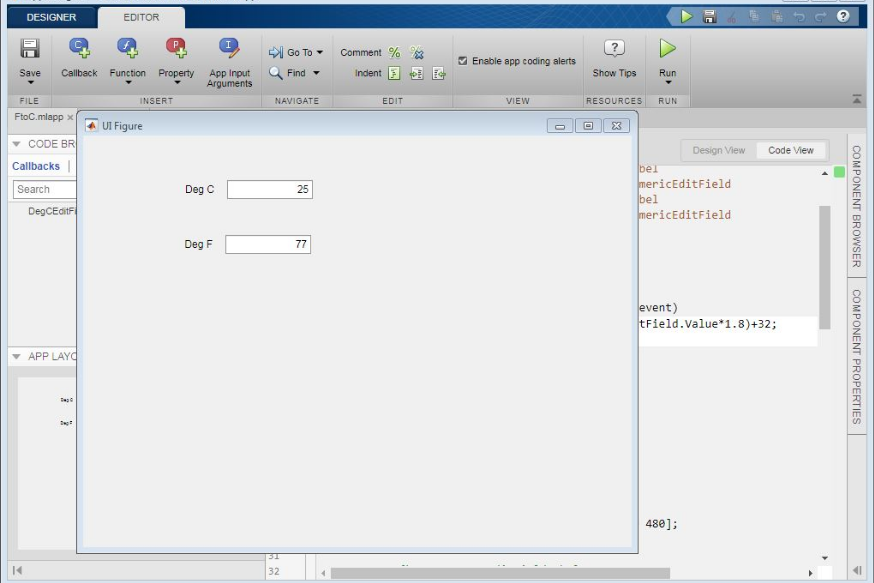 DESIGNER EDITOR
Save Callback Function Property App Input Arguments Go To Find Comment Indent Enable app coding alerts Show Tips Run
FILE INSERT NAVIGATE EDIT VIEW RESOURCES RUN
FtoC.mlapp
UI Figure
CODE BR
Design View Code View
Callbacks
Search
DegCEditFi
Deg C 25
Deg F 77
bel
mericEditField
bel
mericEditField
event)
tField.Value*1.8)+32;
APP LAYO
Deg C
Deg F
480];
31
32
COMPONENT BROWSER
COMPONENT PROPERTIES